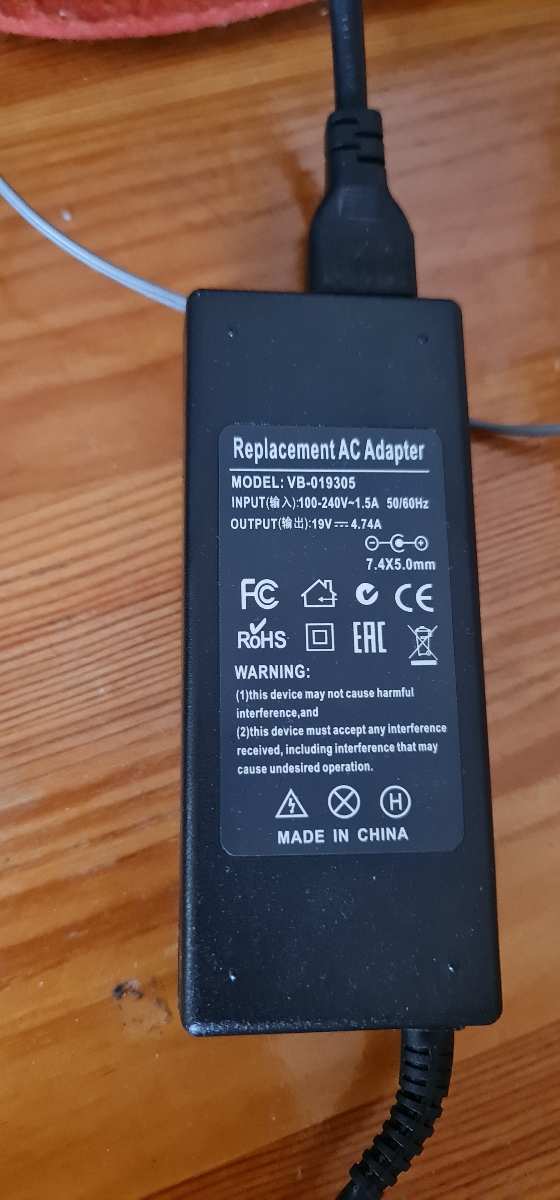 Replacement AC Adapter
MODEL: VB-019305
INPUT(输入):100-240V~1.5A 50/60Hz
OUTPUT(输出):19V⎓4.74A
7.4X5.0mm
FC CE
RoHS EAC
WARNING:
(1)this device may not cause harmful
interference,and
(2)this device must accept any interference
received, including interference that may
cause undesired operation.
H
MADE IN CHINA